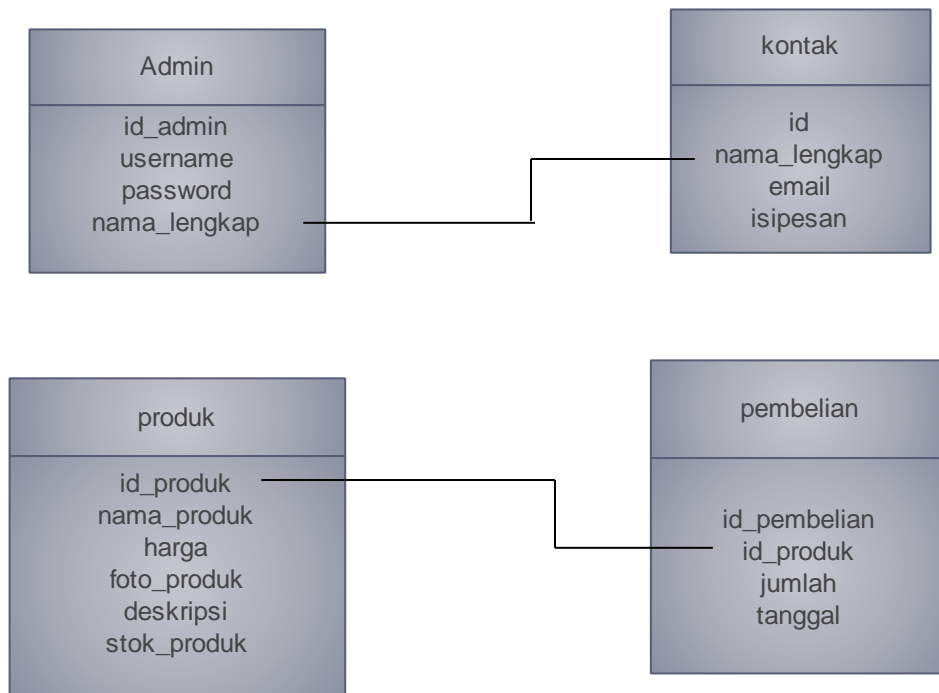 Admin
id_admin
username
password
nama_lengkap
kontak
id
nama_lengkap
email
isipesan
produk
id_produk
nama_produk
harga
foto_produk
deskripsi
stok_produk
pembelian
id_pembelian
id_produk
jumlah
tanggal